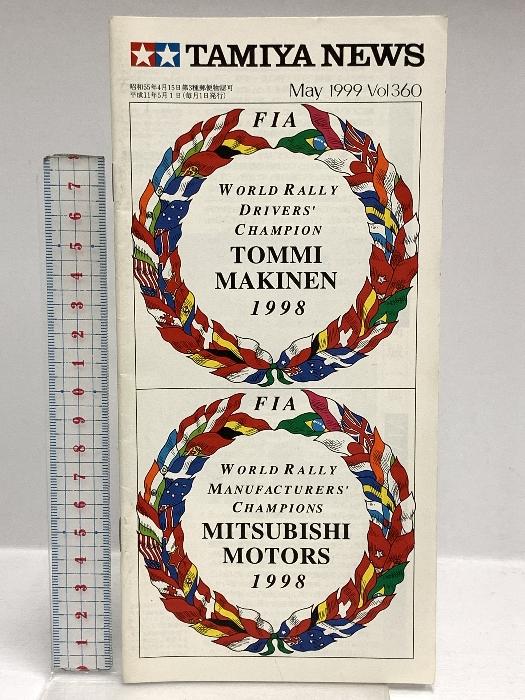 TAMIYA NEWS
昭和55年4月15日第3種郵便物認可
平成11年5月1日(毎月1日発行)
May 1999 Vol 360
FIA
WORLD RALLY
DRIVERS'
CHAMPION
TOMMI
MAKINEN
1998
FIA
WORLD RALLY
MANUFACTURERS'
CHAMPIONS
MITSUBISHI
MOTORS
1998